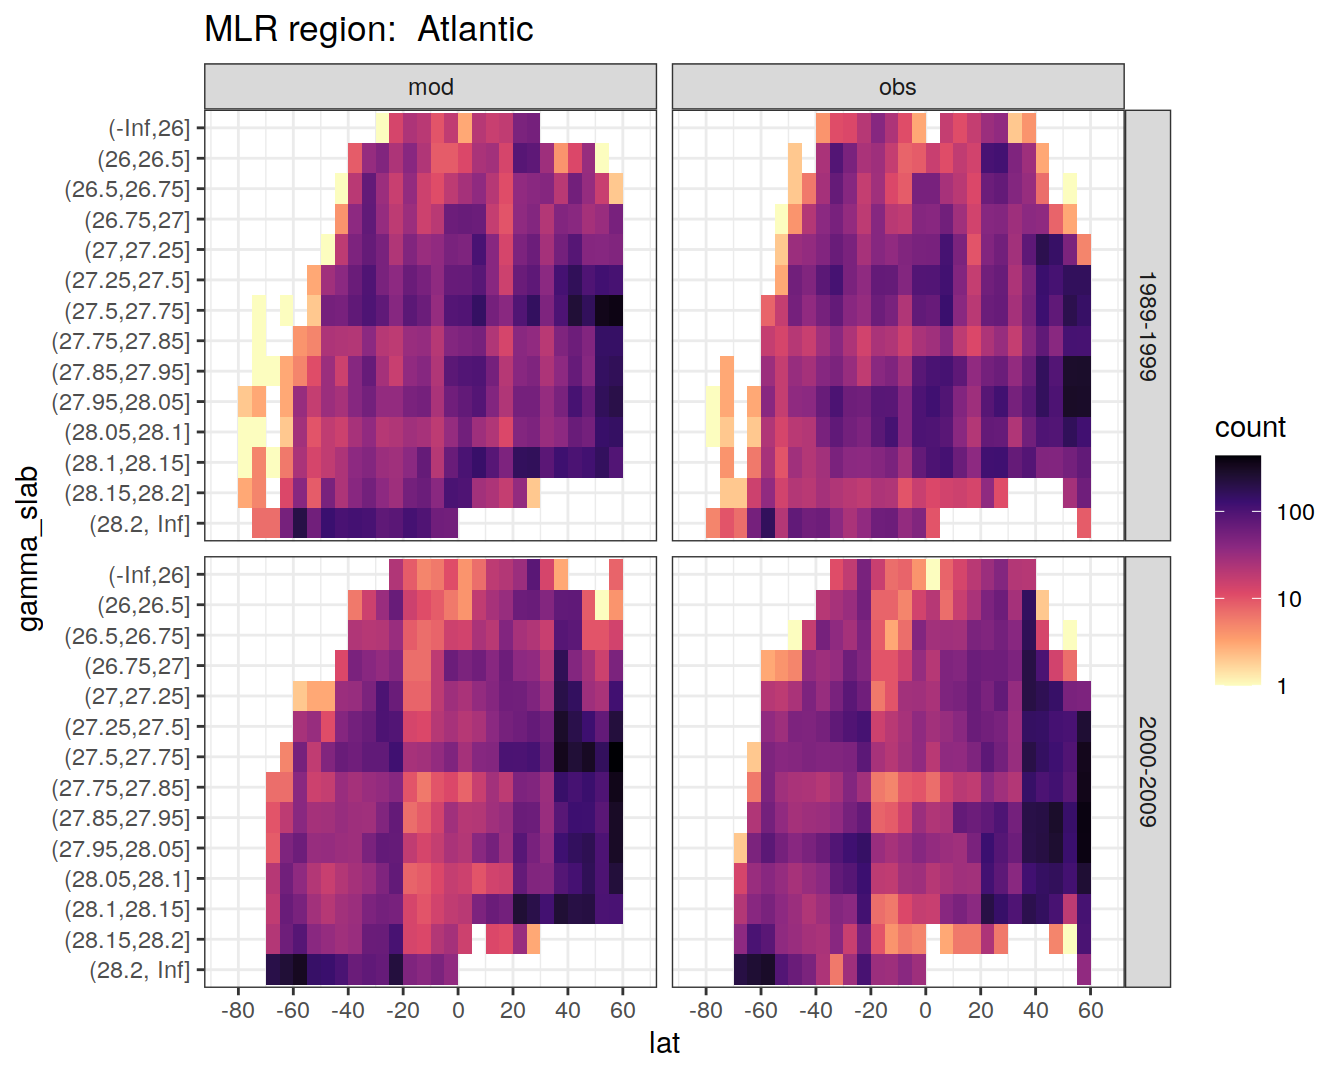 MLR region:  Atlantic
mod
obs
(-Inf,26]
(26,26.5]
(26.5,26.75]
(26.75,27]
(27,27.25]
(27.25,27.5]
(27.5,27.75]
(27.75,27.85]
(27.85,27.95]
(27.95,28.05]
(28.05,28.1]
(28.1,28.15]
(28.15,28.2]
(28.2, Inf]
1989-1999
(-Inf,26]
(26,26.5]
(26.5,26.75]
(26.75,27]
(27,27.25]
(27.25,27.5]
(27.5,27.75]
(27.75,27.85]
(27.85,27.95]
(27.95,28.05]
(28.05,28.1]
(28.1,28.15]
(28.15,28.2]
(28.2, Inf]
2000-2009
gamma_slab
-80 -60 -40 -20 0 20 40 60
-80 -60 -40 -20 0 20 40 60
lat
count
100
10
1